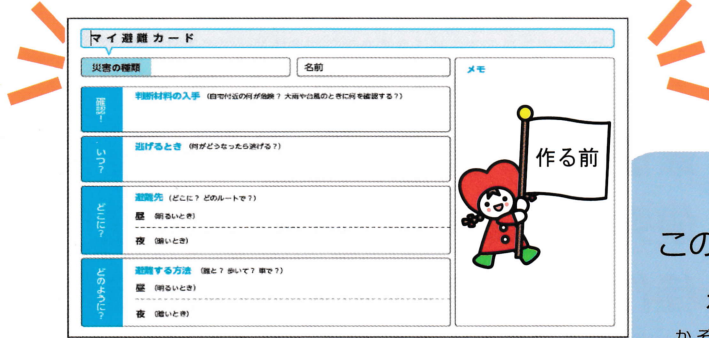 マイ避難カード
災害の種類
名前
メモ
確認!
判断材料の入手 (自宅付近の何が危険? 大雨や台風のときに何を確認する?)
いつ?
逃げるとき (何がどうなったら逃げる?)
どこに?
避難先 (どこに? どのルートで?)
昼 (明るいとき)
夜 (暗いとき)
どのように?
避難する方法 (誰と? 歩いて? 車で?)
昼 (明るいとき)
夜 (暗いとき)
作る前
この
かぞ